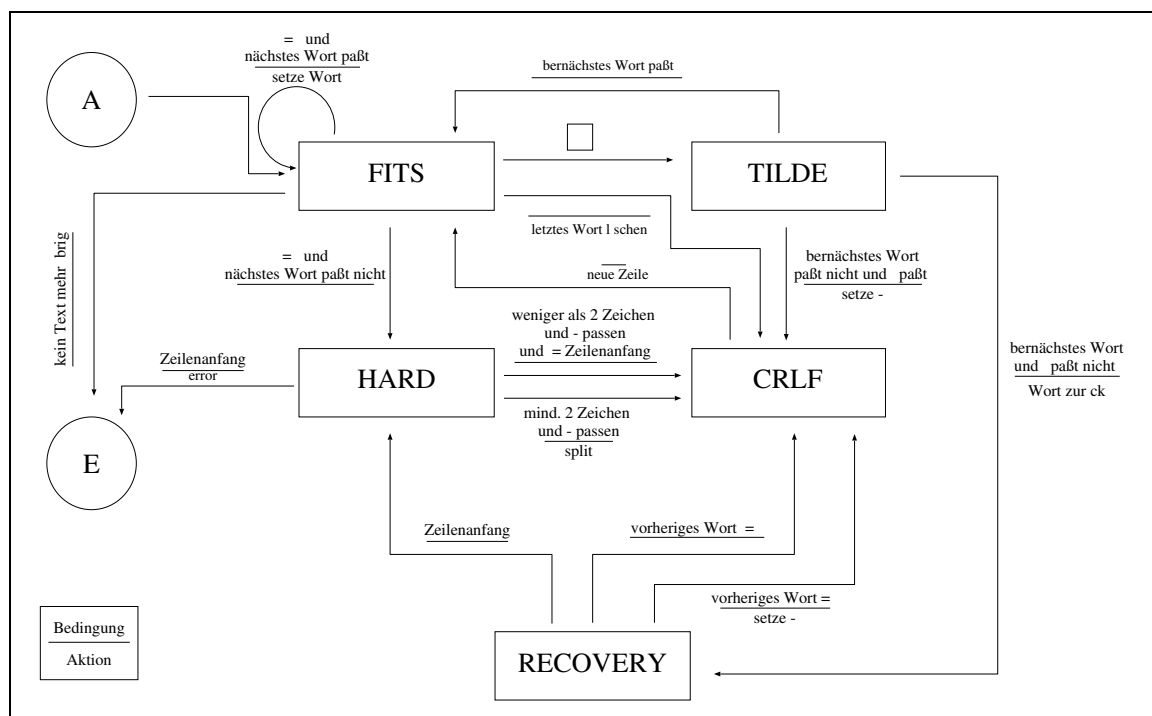 = und
nächstes Wort paßt
setze Wort
bernächstes Wort paßt
A
FITS
TILDE
letztes Wort l schen
= und
nächstes Wort paßt nicht
neue Zeile
bernächstes Wort
paßt nicht und paßt
setze -
kein Text mehr brig
weniger als 2 Zeichen
und - passen
und = Zeilenanfang
Zeilenanfang
error
HARD
CRLF
bernächstes Wort
und paßt nicht
Wort zur ck
mind. 2 Zeichen
und - passen
split
E
Zeilenanfang
vorheriges Wort =
vorheriges Wort =
setze -
Bedingung
Aktion
RECOVERY